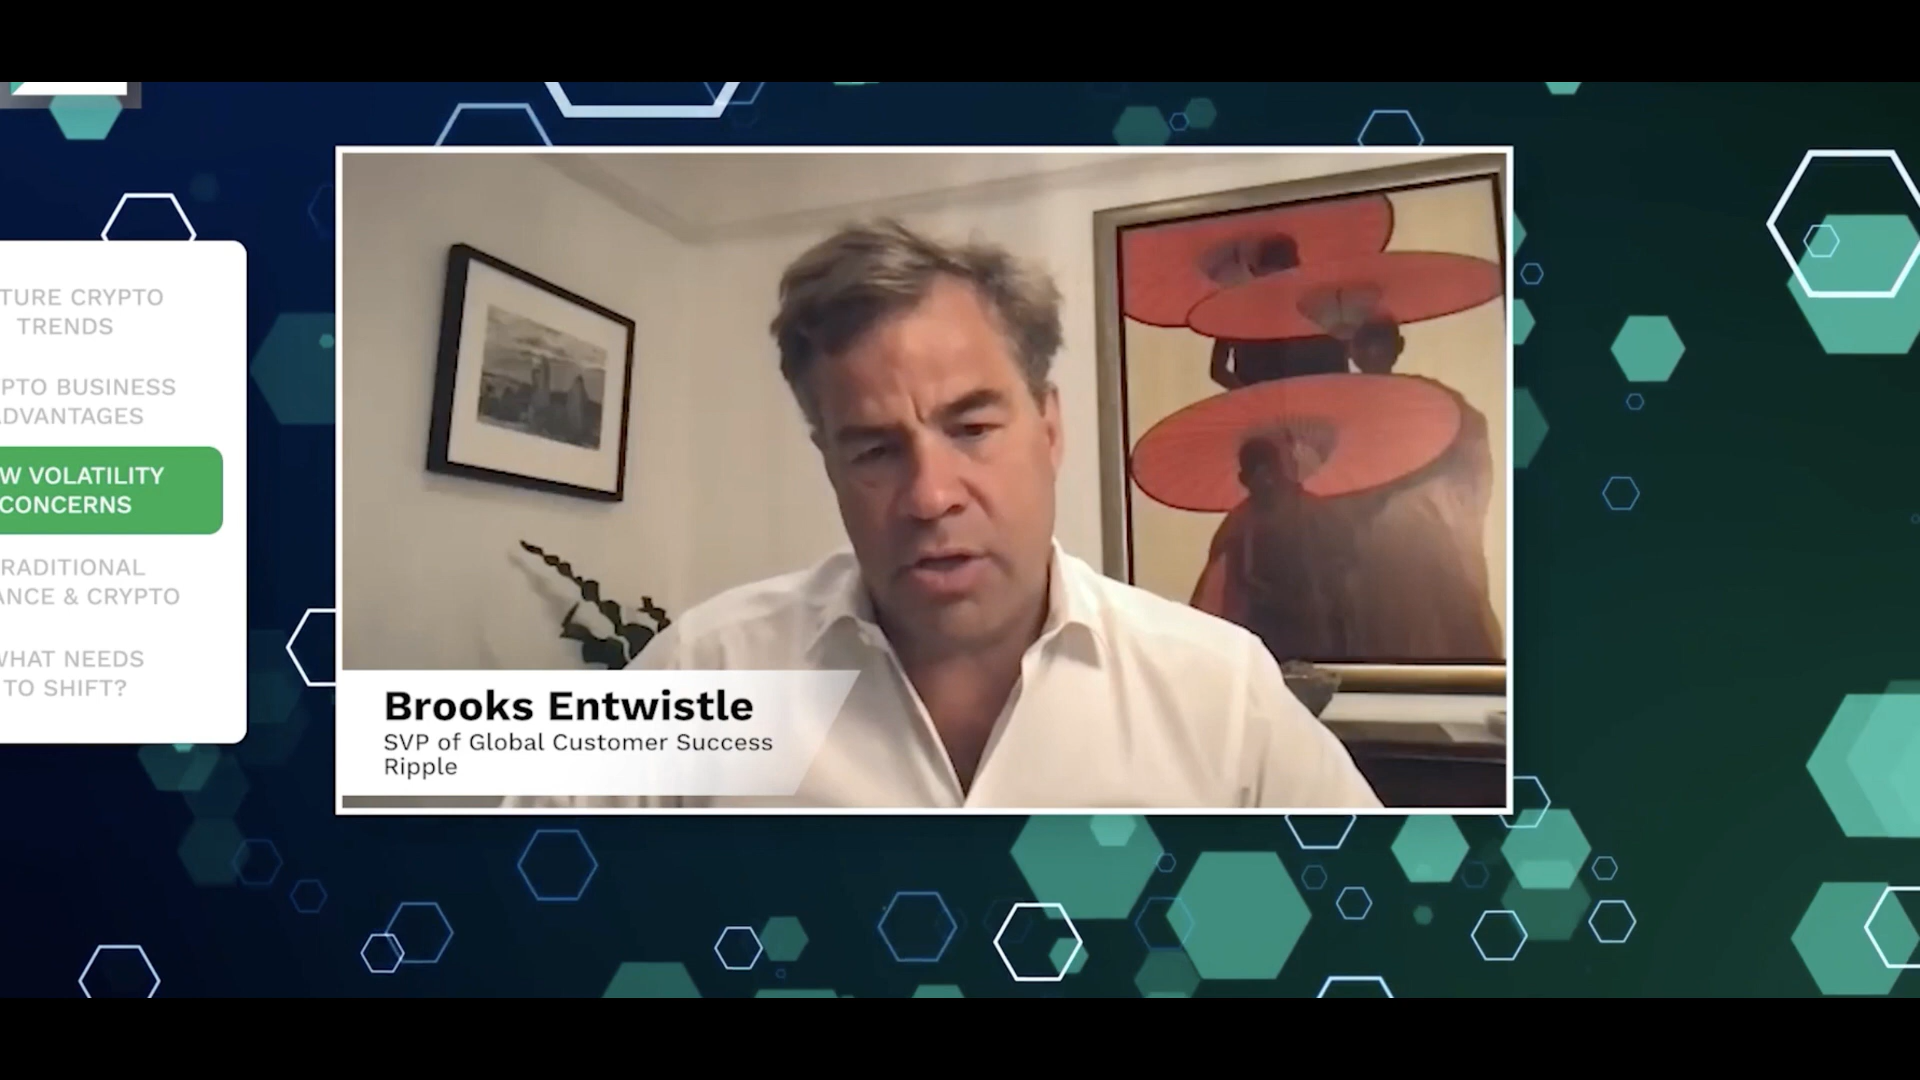 TURE CRYPTO
TRENDS
PTO BUSINESS
DVANTAGES
W VOLATILITY
CONCERNS
RADITIONAL
ANCE & CRYPTO
WHAT NEEDS
TO SHIFT?
Brooks Entwistle
SVP of Global Customer Success
Ripple